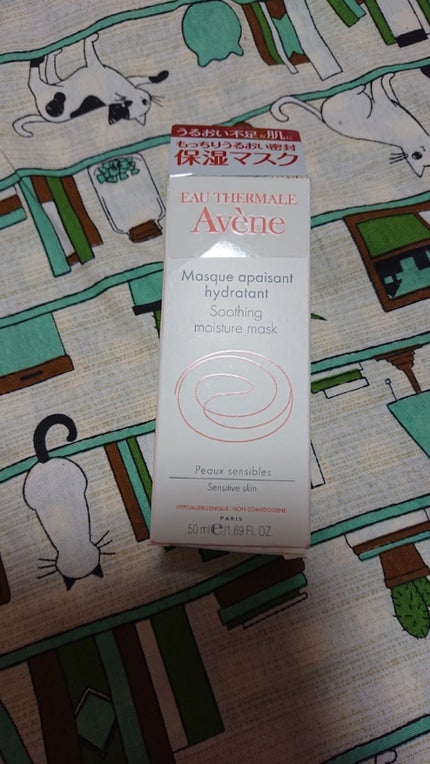 うるおい不足な肌に
もっちりうるおい密封
保湿マスク
EAU THERMALE
Avène
Masque apaisant
hydratant
Soothing
moisture mask
Peaux sensibles
Sensitive skin
HYPOALLERGÉNIQUE - NON COMÉDOGÈNE
PARIS
50 ml ℮/1.69 FL. OZ.